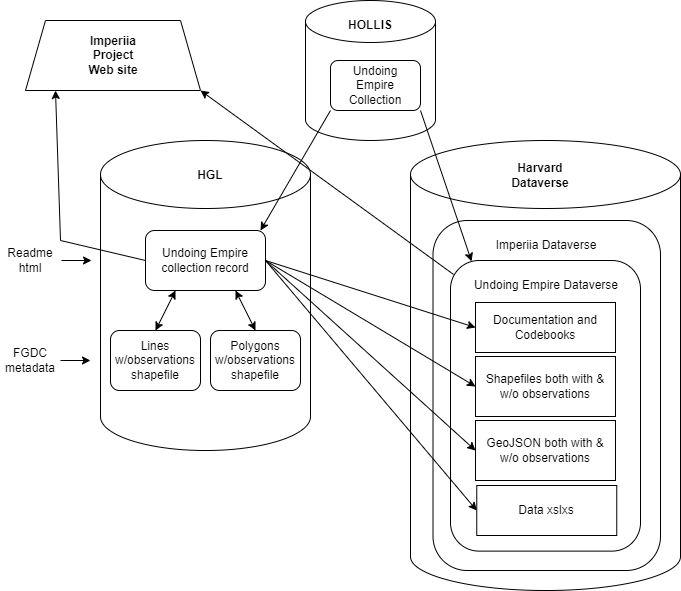 Imperiia
Project
Web site
HOLLIS
Undoing
Empire
Collection
HGL
Harvard
Dataverse
Readme
html
Undoing Empire
collection record
Imperiia Dataverse
Undoing Empire Dataverse
FGDC
metadata
Lines
w/observations
shapefile
Polygons
w/observations
shapefile
Documentation and
Codebooks
Shapefiles both with &
w/o observations
GeoJSON both with &
w/o observations
Data xslxs